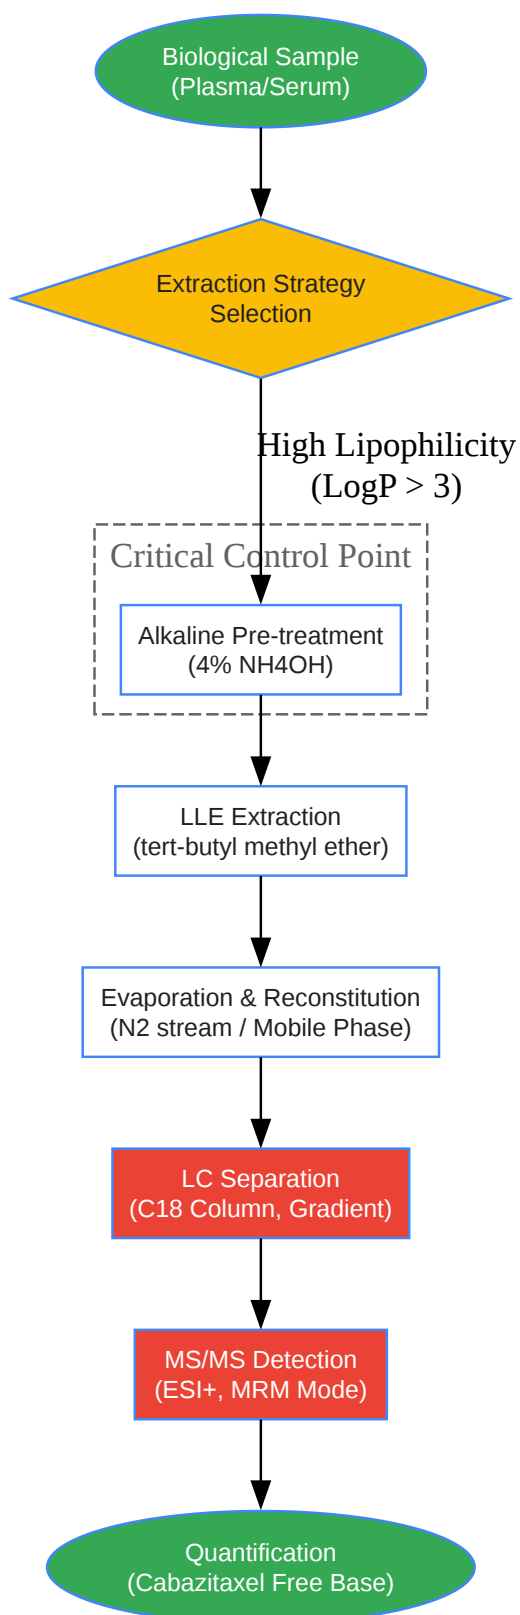 Biological Sample
(Plasma/Serum)
Extraction Strategy
Selection
High Lipophilicity
(LogP > 3)
Critical Control Point
Alkaline Pre-treatment
(4% NH4OH)
LLE Extraction
(tert-butyl methyl ether)
Evaporation & Reconstitution
(N2 stream / Mobile Phase)
LC Separation
(C18 Column, Gradient)
MS/MS Detection
(ESI+, MRM Mode)
Quantification
(Cabazitaxel Free Base)